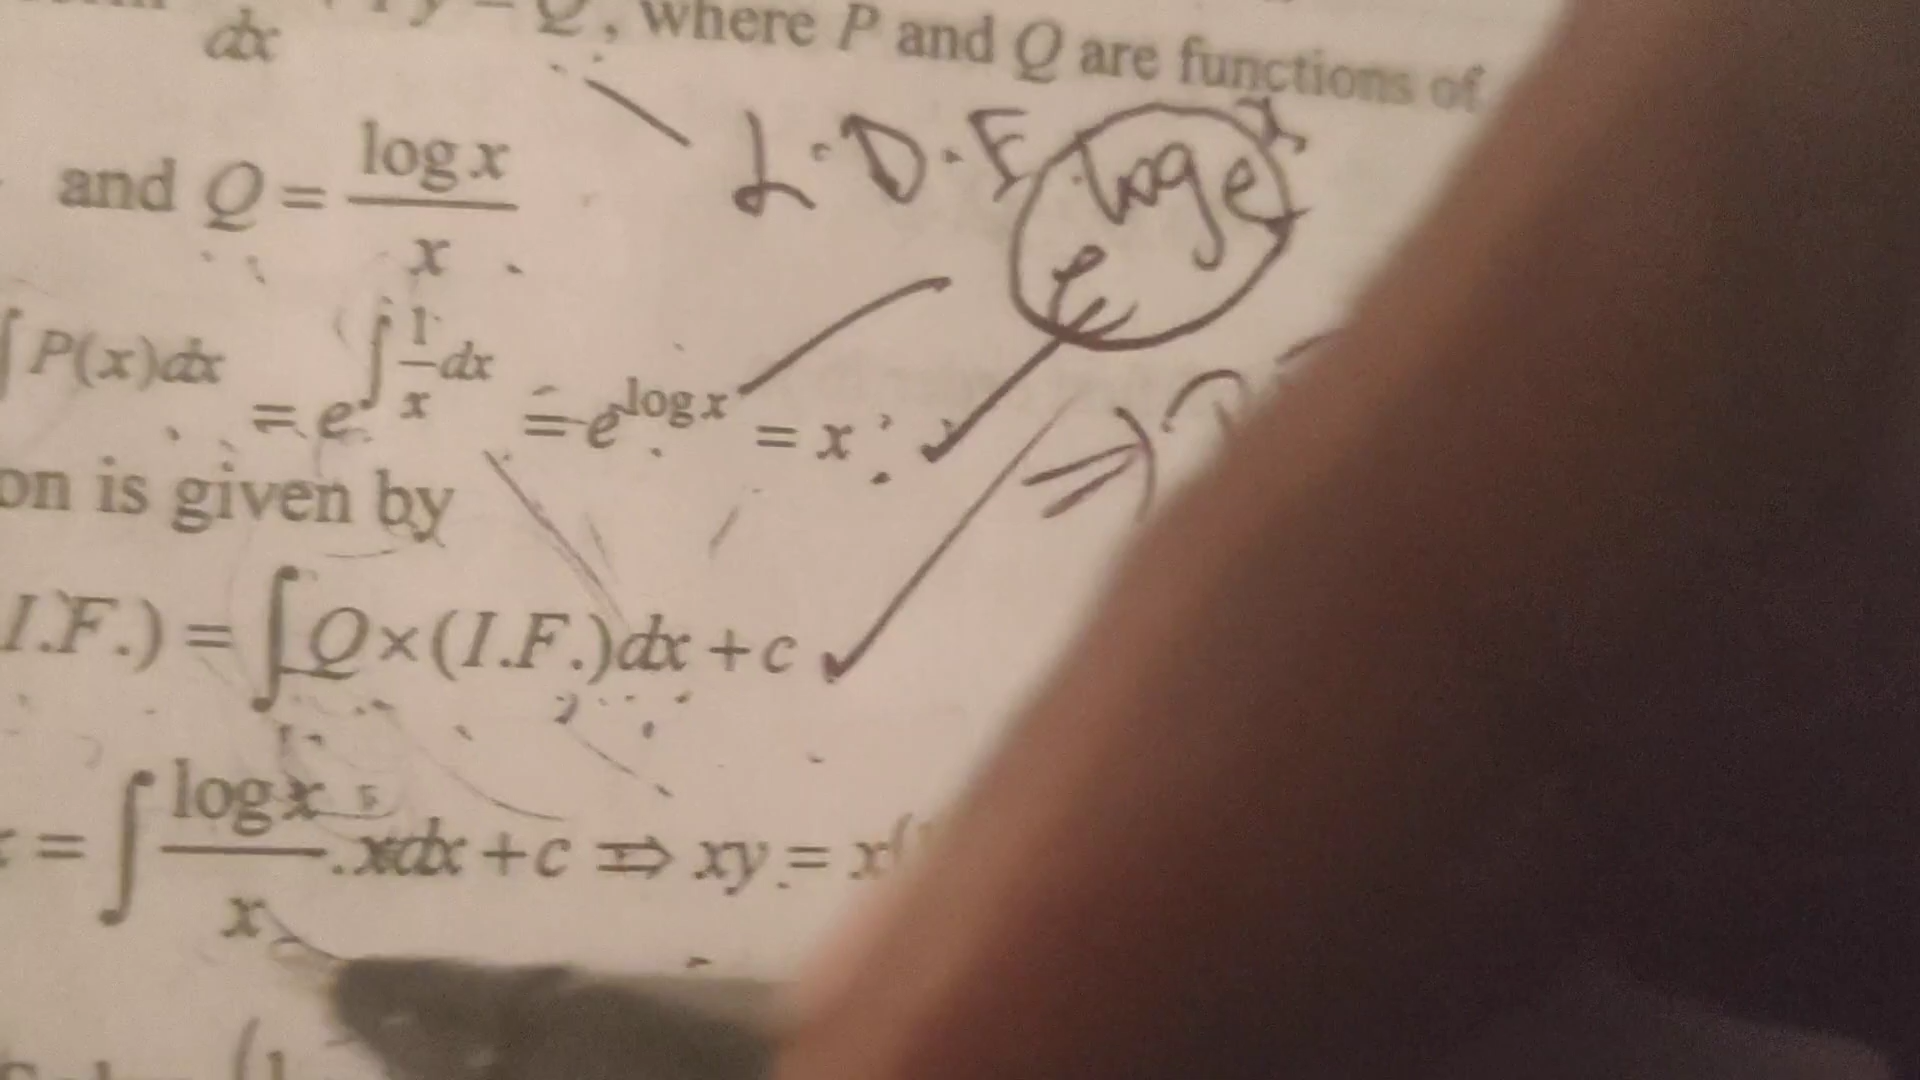 dx y = Q, where P and Q are functions of
L.D.E
log e^x
e
and Q = log x / x
∫P(x)dx = e^∫(1/x)dx = e^log x = x
⇒
on is given by
I.F.) = ∫Q×(I.F.)dx + c
= ∫ log x / x . xdx + c ⇒ xy = x(